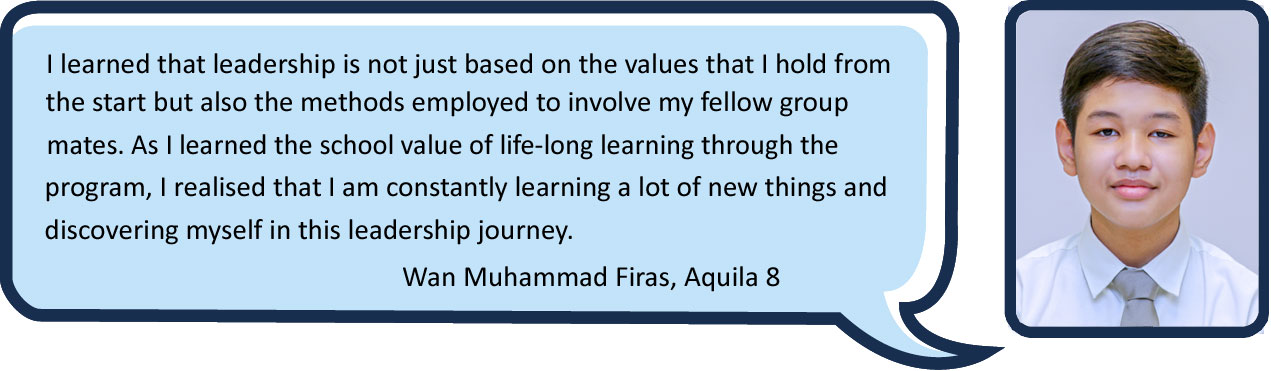 I learned that leadership is not just based on the values that I hold from
the start but also the methods employed to involve my fellow group
mates. As I learned the school value of life-long learning through the
program, I realised that I am constantly learning a lot of new things and
discovering myself in this leadership journey.
Wan Muhammad Firas, Aquila 8